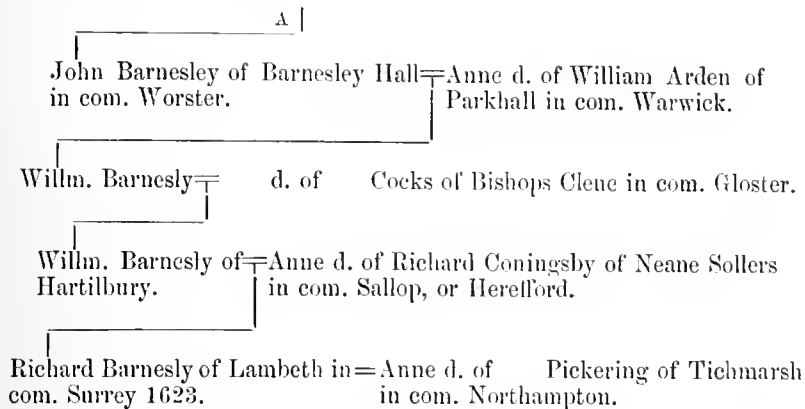 A
John Barnesley of Barnesley Hall=Anne d. of William Arden of
in com. Worster. Parkhall in com. Warwick.
Willm. Barnesly= d. of Cocks of Bishops Cleue in com. Gloster.
Willm. Barnesly of=Anne d. of Richard Coningsby of Neane Sollers
Hartilbury. in com. Sallop, or Herefford.
Richard Barnesly of Lambeth in=Anne d. of Pickering of Tichmarsh
com. Surrey 1623. in com. Northampton.